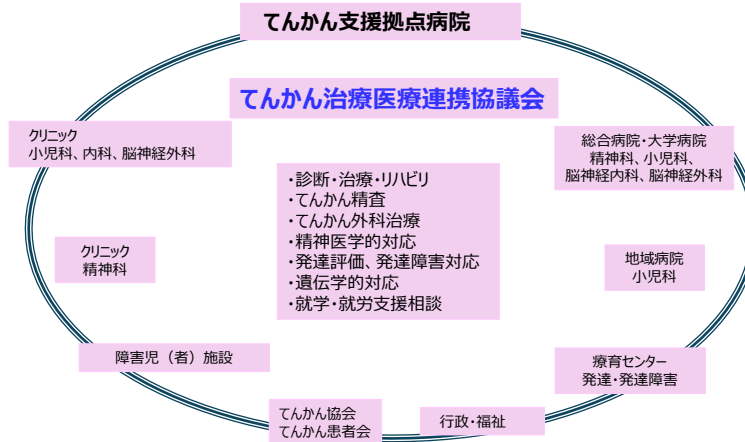 てんかん支援拠点病院
てんかん治療医療連携協議会
クリニック
小児科、内科、脳神経外科
総合病院・大学病院
精神科、小児科、
脳神経内科、脳神経外科
・診断・治療・リハビリ
・てんかん精査
・てんかん外科治療
・精神医学的対応
・発達評価、発達障害対応
・遺伝学的対応
・就学・就労支援相談
クリニック
精神科
地域病院
小児科
障害児（者）施設
療育センター
発達・発達障害
てんかん協会
てんかん患者会
行政・福祉